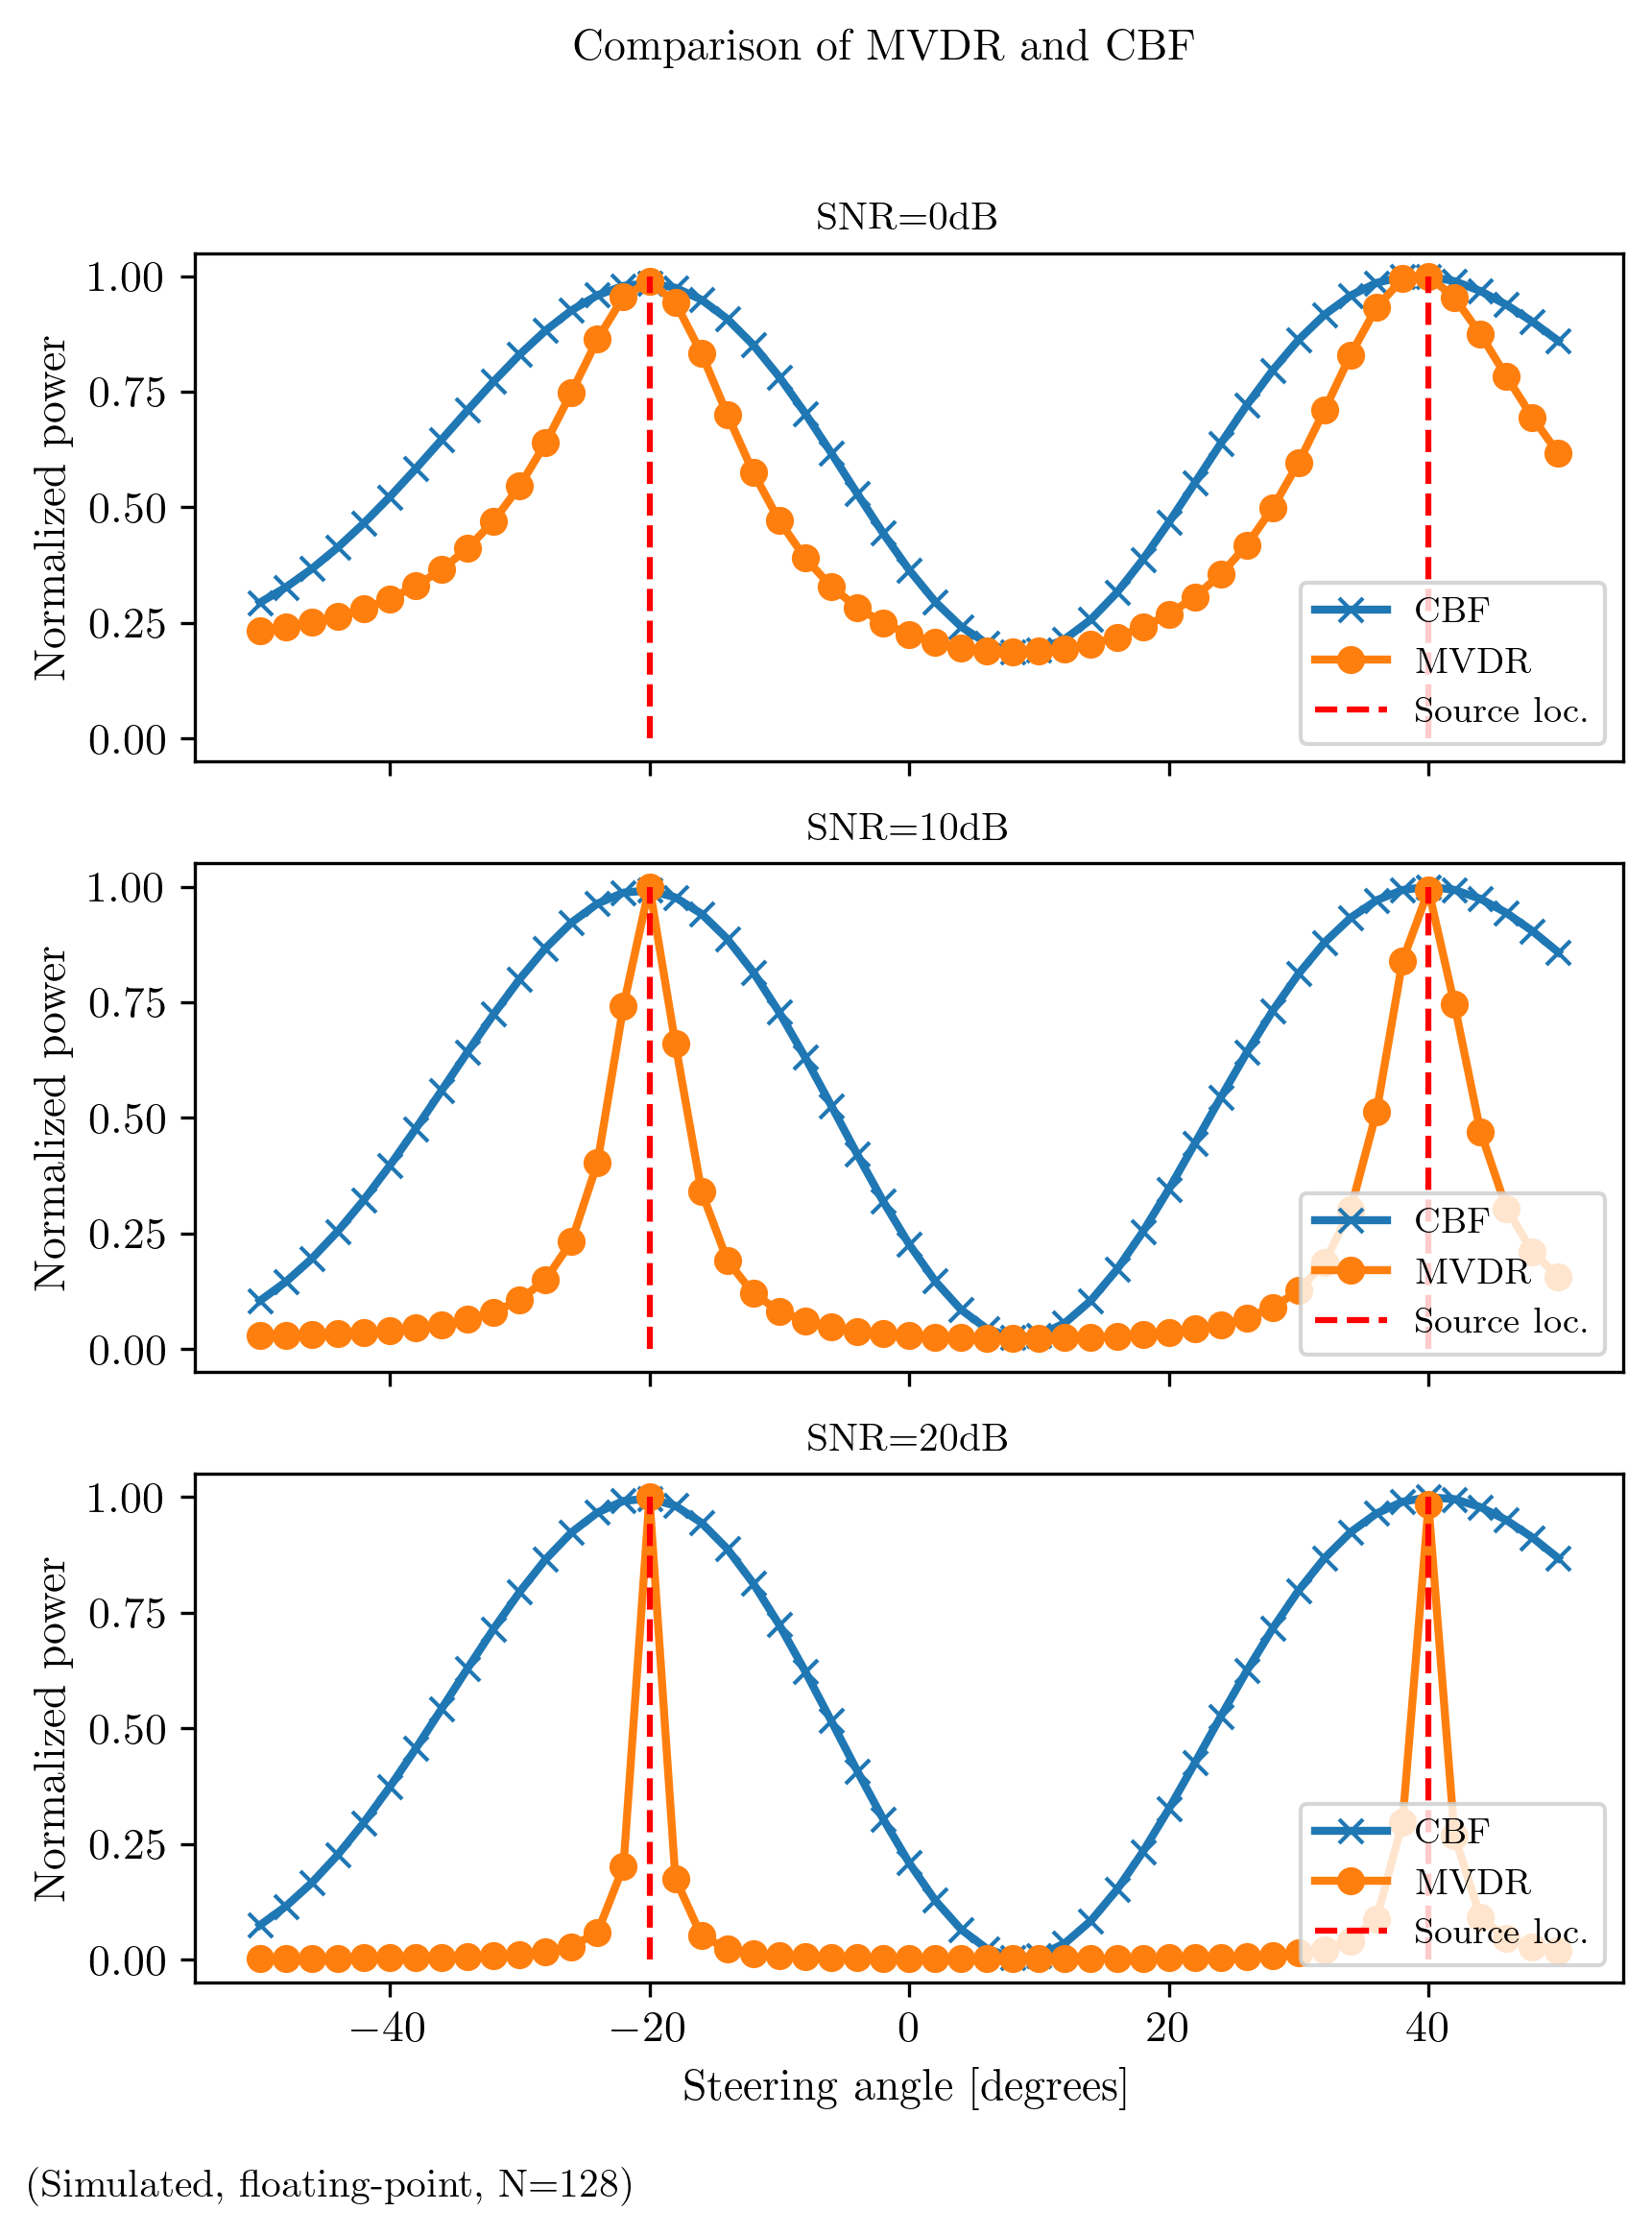 Comparison of MVDR and CBF
SNR=0dB
Normalized power
1.00
0.75
0.50
0.25
0.00
CBF
MVDR
Source loc.
SNR=10dB
Normalized power
1.00
0.75
0.50
0.25
0.00
CBF
MVDR
Source loc.
SNR=20dB
Normalized power
1.00
0.75
0.50
0.25
0.00
CBF
MVDR
Source loc.
−40 −20 0 20 40
Steering angle [degrees]
(Simulated, floating-point, N=128)